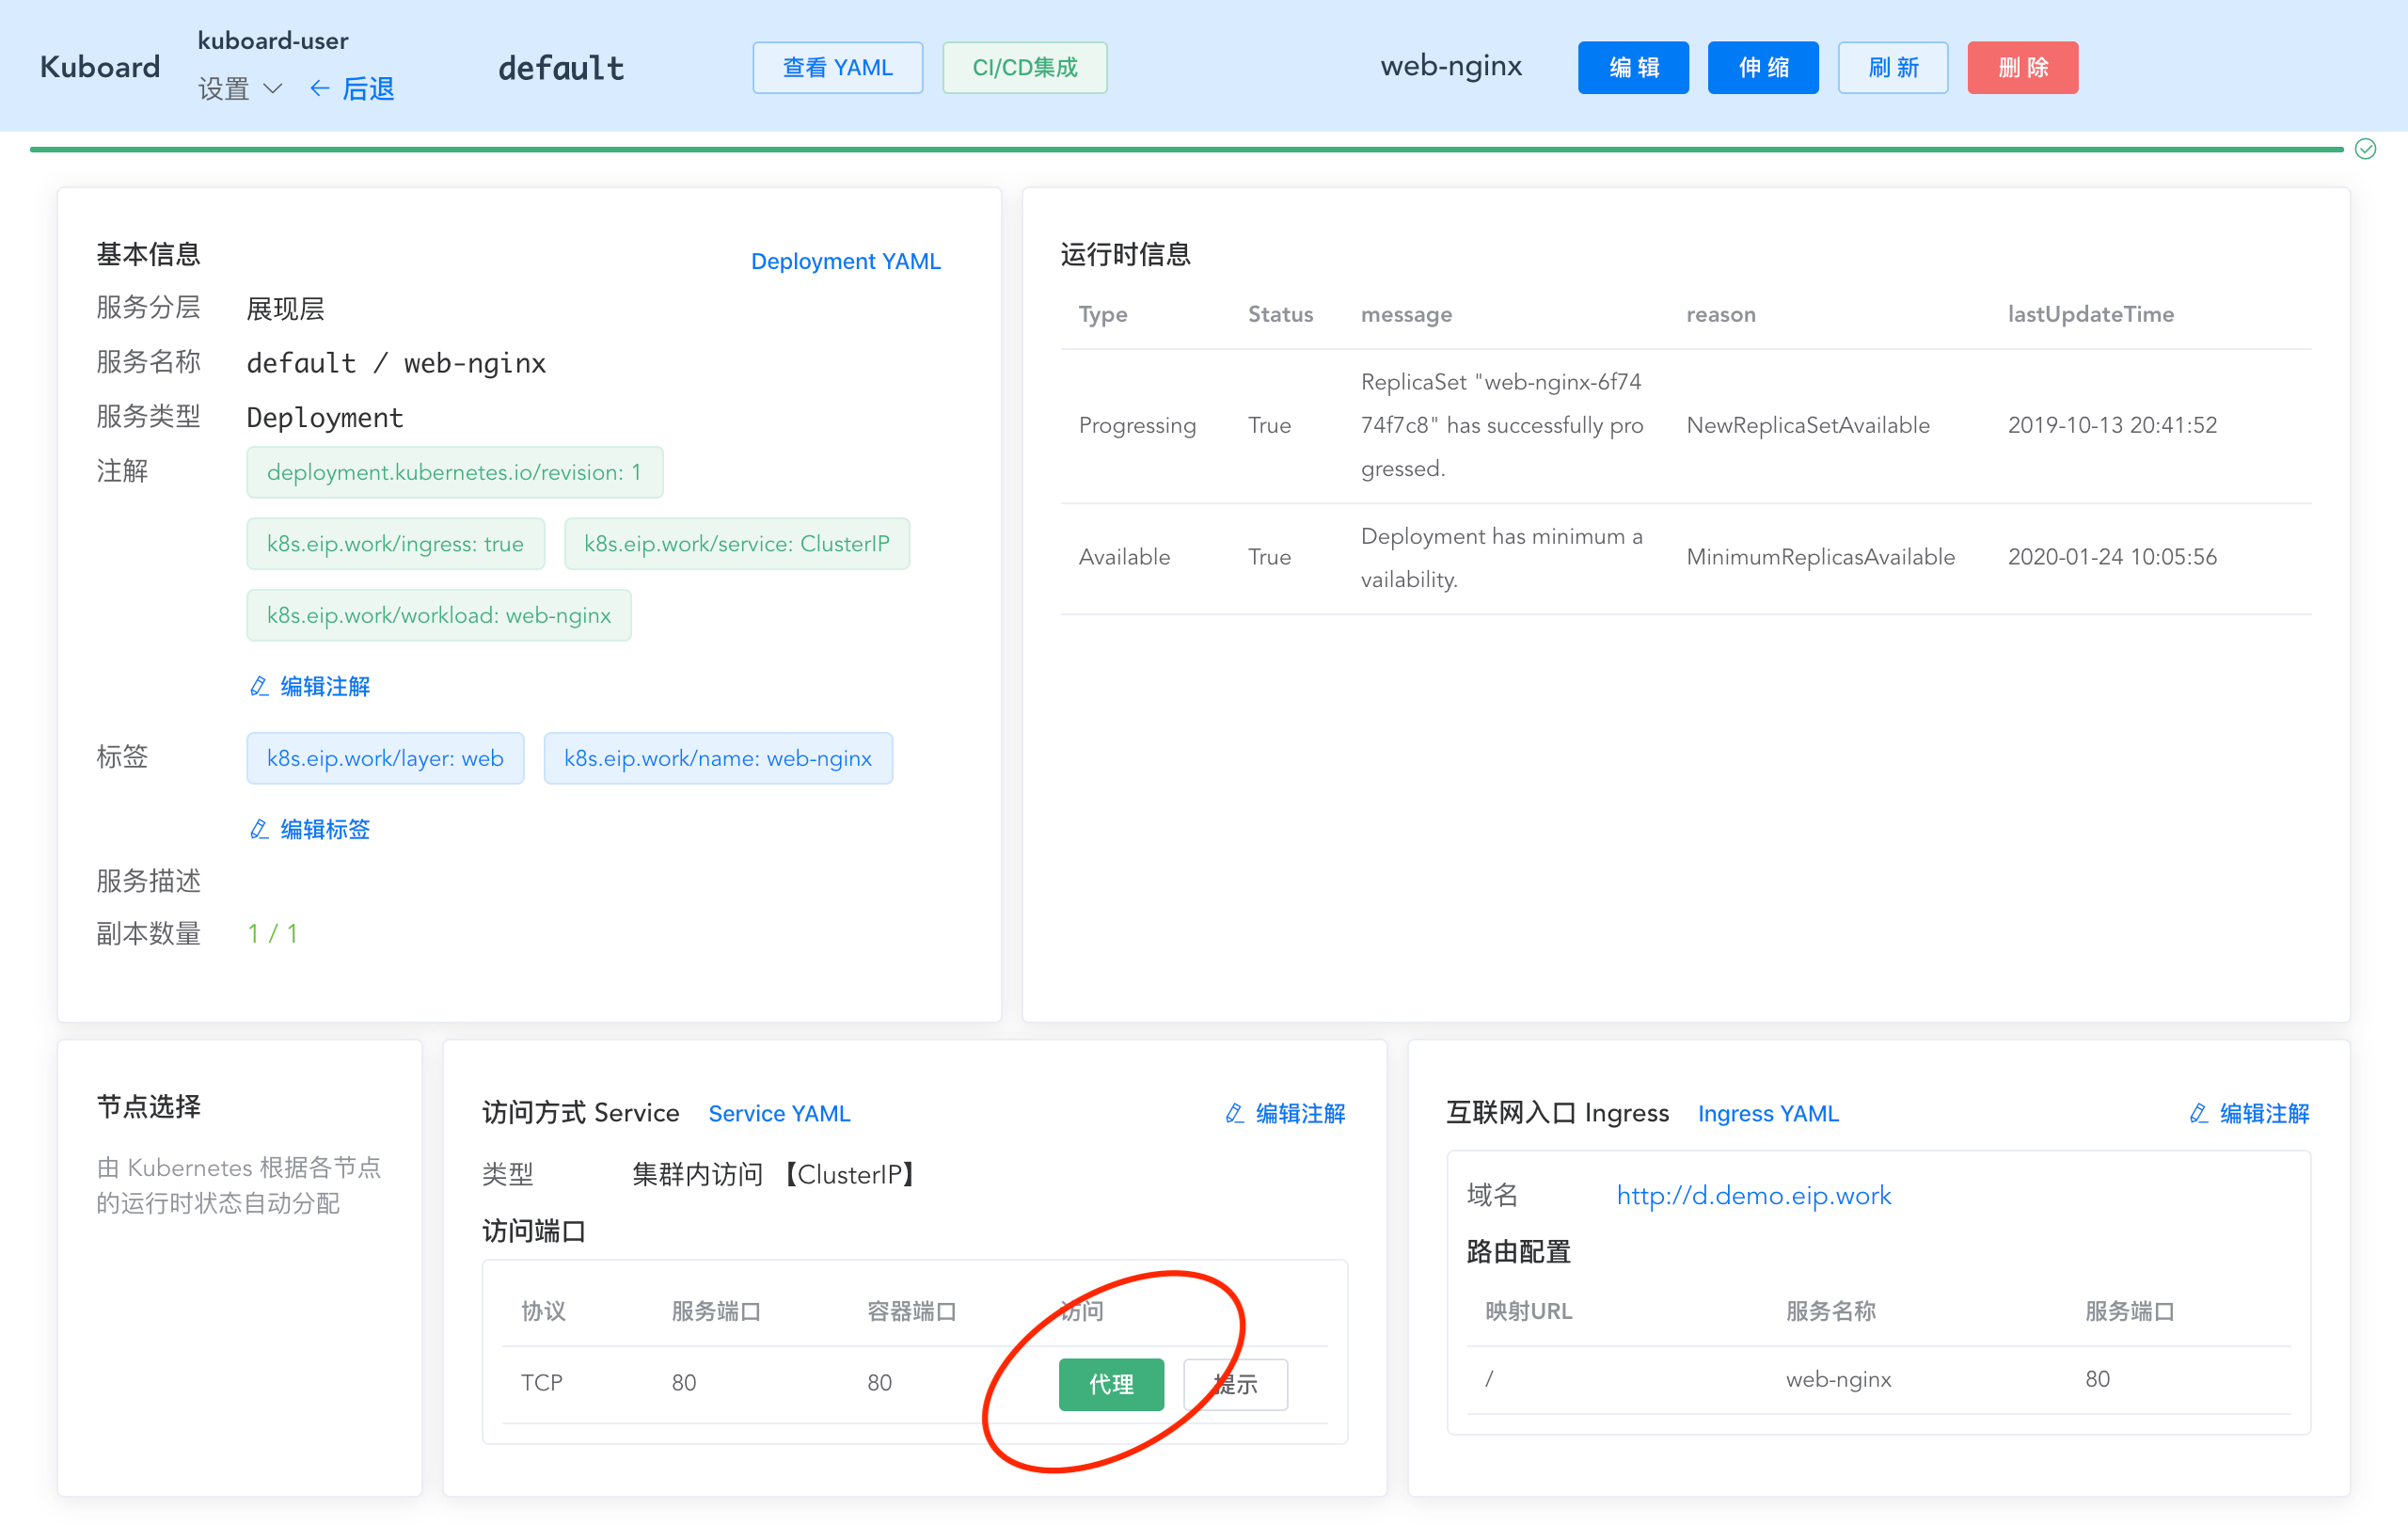 Kuboard
kuboard-user
设置 ← 后退
default
查看 YAML
CI/CD集成
web-nginx
编 辑
伸 缩
刷 新
删 除
基本信息
Deployment YAML
服务分层 展现层
服务名称 default / web-nginx
服务类型 Deployment
注解 deployment.kubernetes.io/revision: 1
k8s.eip.work/ingress: true k8s.eip.work/service: ClusterIP
k8s.eip.work/workload: web-nginx
编辑注解
标签 k8s.eip.work/layer: web k8s.eip.work/name: web-nginx
编辑标签
服务描述
副本数量 1 / 1
运行时信息
Type Status message reason lastUpdateTime
ReplicaSet "web-nginx-6f74
Progressing True 74f7c8" has successfully pro NewReplicaSetAvailable 2019-10-13 20:41:52
gressed.
Deployment has minimum a
Available True MinimumReplicasAvailable 2020-01-24 10:05:56
vailability.
节点选择
由 Kubernetes 根据各节点
的运行时状态自动分配
访问方式 Service Service YAML 编辑注解
类型 集群内访问 【ClusterIP】
访问端口
协议 服务端口 容器端口 访问
TCP 80 80 代理 提示
互联网入口 Ingress Ingress YAML 编辑注解
域名 http://d.demo.eip.work
路由配置
映射URL 服务名称 服务端口
/ web-nginx 80